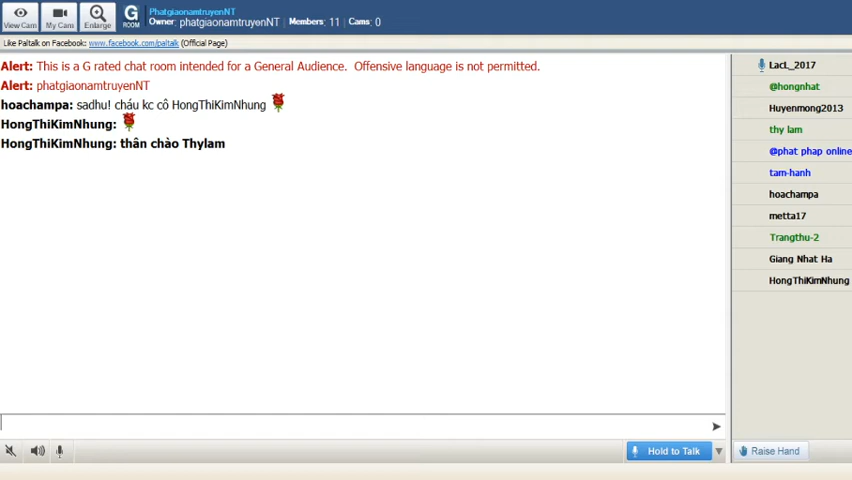 PhatgiaonamtruyenNT
Owner: phatgiaonamtruyenNT Members: 11 Cams: 0
View Cam My Cans Enlarge G ROOM
Like Paltalk on Facebook: www.facebook.com/paltalk (Official Page)
Alert: This is a G rated chat room intended for a General Audience. Offensive language is not permitted.
Alert: phatgiaonamtruyenNT
hoachampa: sadhu! cháu kc cô HongThiKimNhung
HongThiKimNhung:
HongThiKimNhung: thân chào Thylam
LacL_2017
@hongnhat
Huyenmong2013
thy lam
@phat phap online
tam-hanh
hoachampa
metta17
Trangthu-2
Giang Nhat Ha
HongThiKimNhung
Hold to Talk
Raise Hand